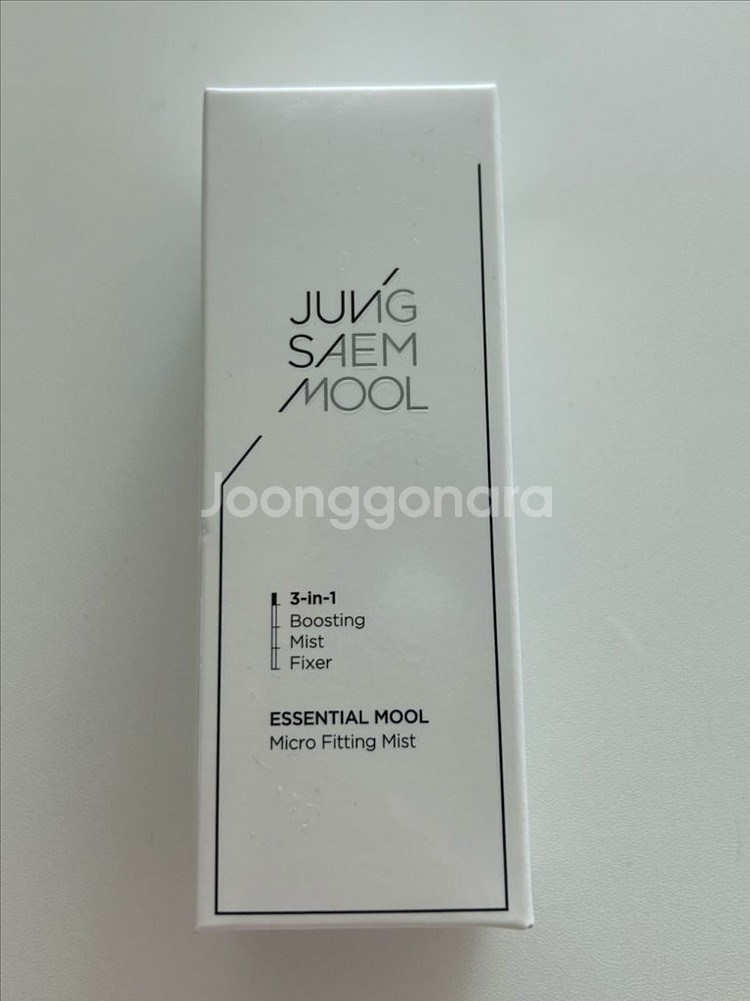 JUNG
SAEM
MOOL
Joonggonara
3-in-1
Boosting
Mist
Fixer
ESSENTIAL MOOL
Micro Fitting Mist